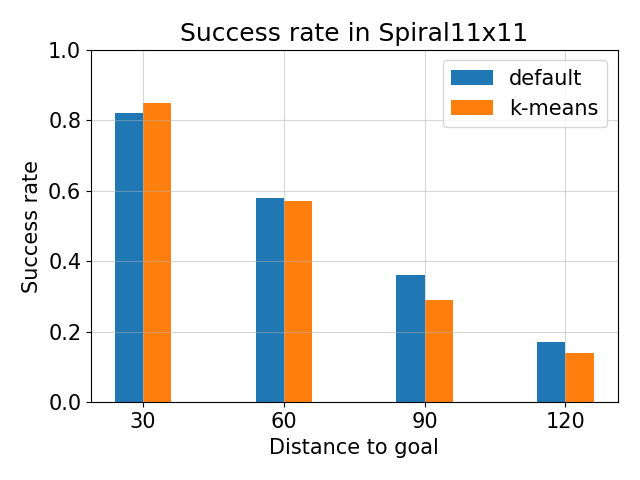 Success rate in Spiral11x11
1.0
0.8
0.6
0.4
0.2
0.0
Success rate
default
k-means
30 60 90 120
Distance to goal